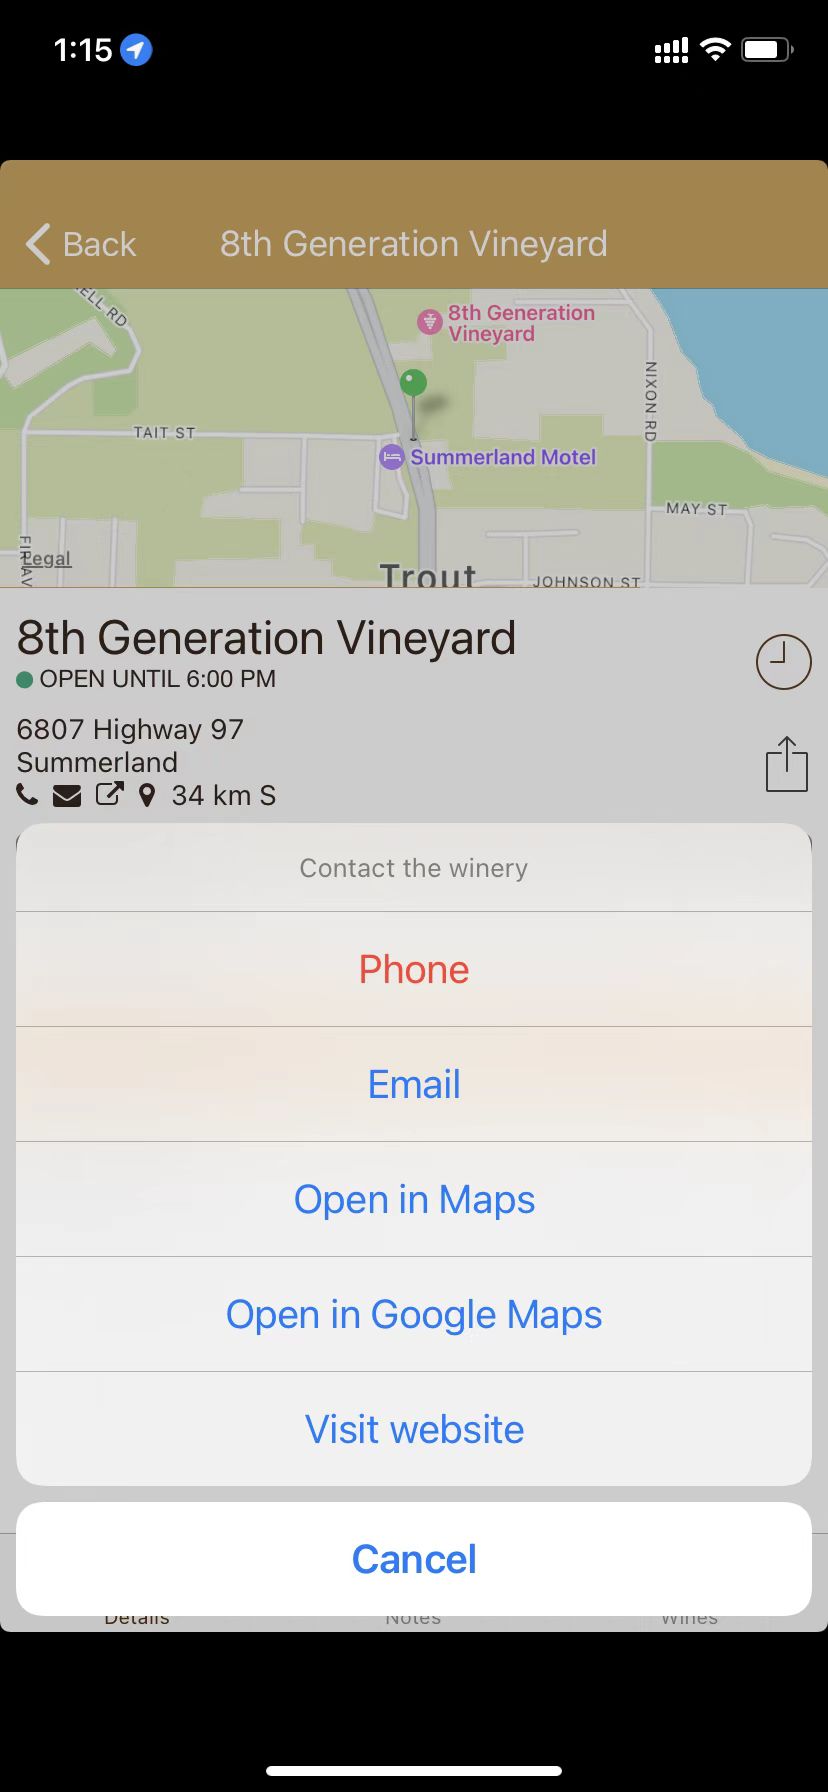 1:15
Back
8th Generation Vineyard
ELL RD
8th Generation
Vineyard
NIXON RD
TAIT ST
Summerland Motel
MAY ST
Legal
Trout
JOHNSON ST
8th Generation Vineyard
OPEN UNTIL 6:00 PM
6807 Highway 97
Summerland
34 km S
Contact the winery
Phone
Email
Open in Maps
Open in Google Maps
Visit website
Cancel
Details
Notes
Wines